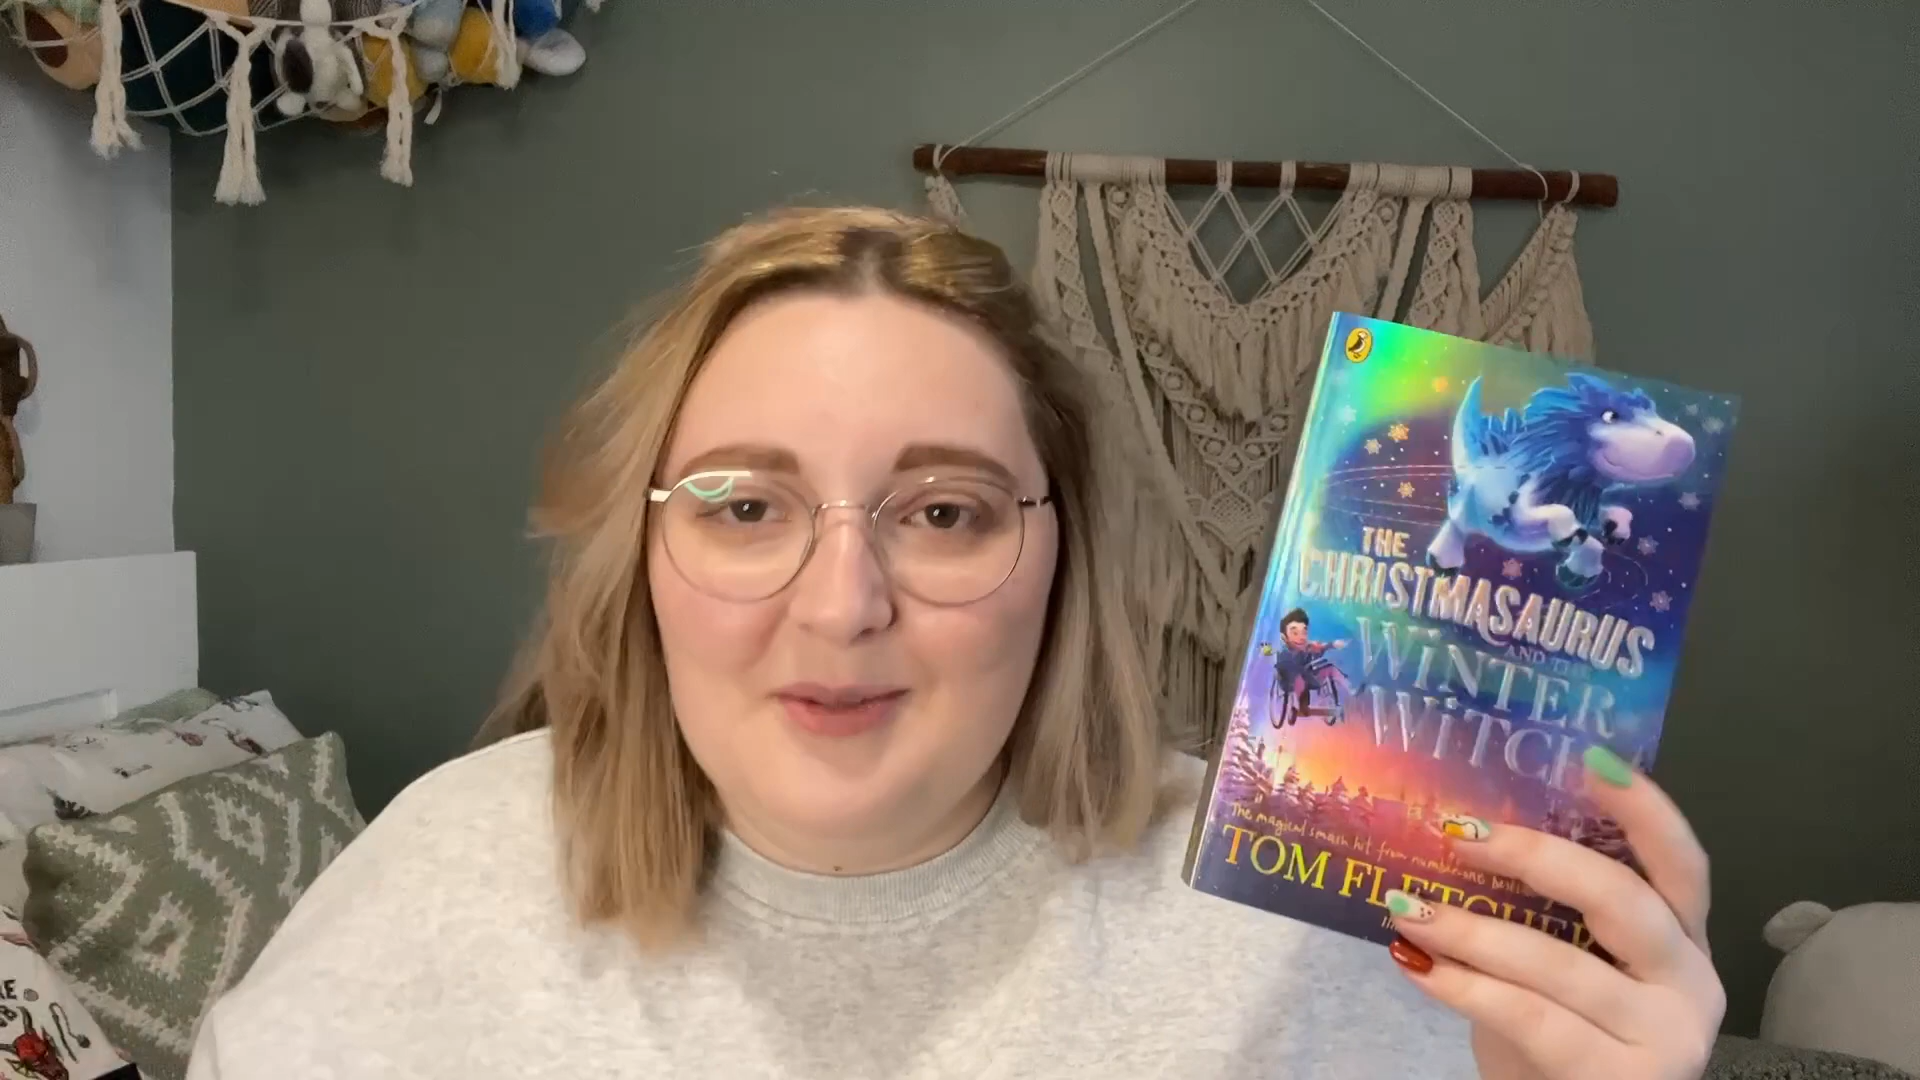 THE
CHRISTMASAURUS
AND THE
WINTER
WITCH
The magical smash hit from number-one
TOM FLETCHER